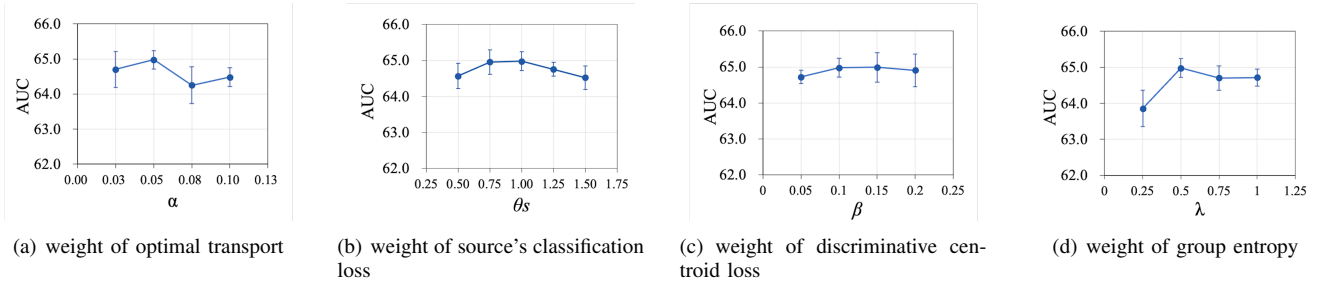 66.0
65.0
64.0
63.0
62.0
AUC
0.00 0.03 0.05 0.08 0.10 0.13
α
(a) weight of optimal transport
66.0
65.0
64.0
63.0
62.0
AUC
0.25 0.50 0.75 1.00 1.25 1.50 1.75
θs
(b) weight of source's classification
loss
66.0
65.0
64.0
63.0
62.0
AUC
0 0.05 0.1 0.15 0.2 0.25
β
(c) weight of discriminative cen-
troid loss
66.0
65.0
64.0
63.0
62.0
AUC
0 0.25 0.5 0.75 1 1.25
λ
(d) weight of group entropy